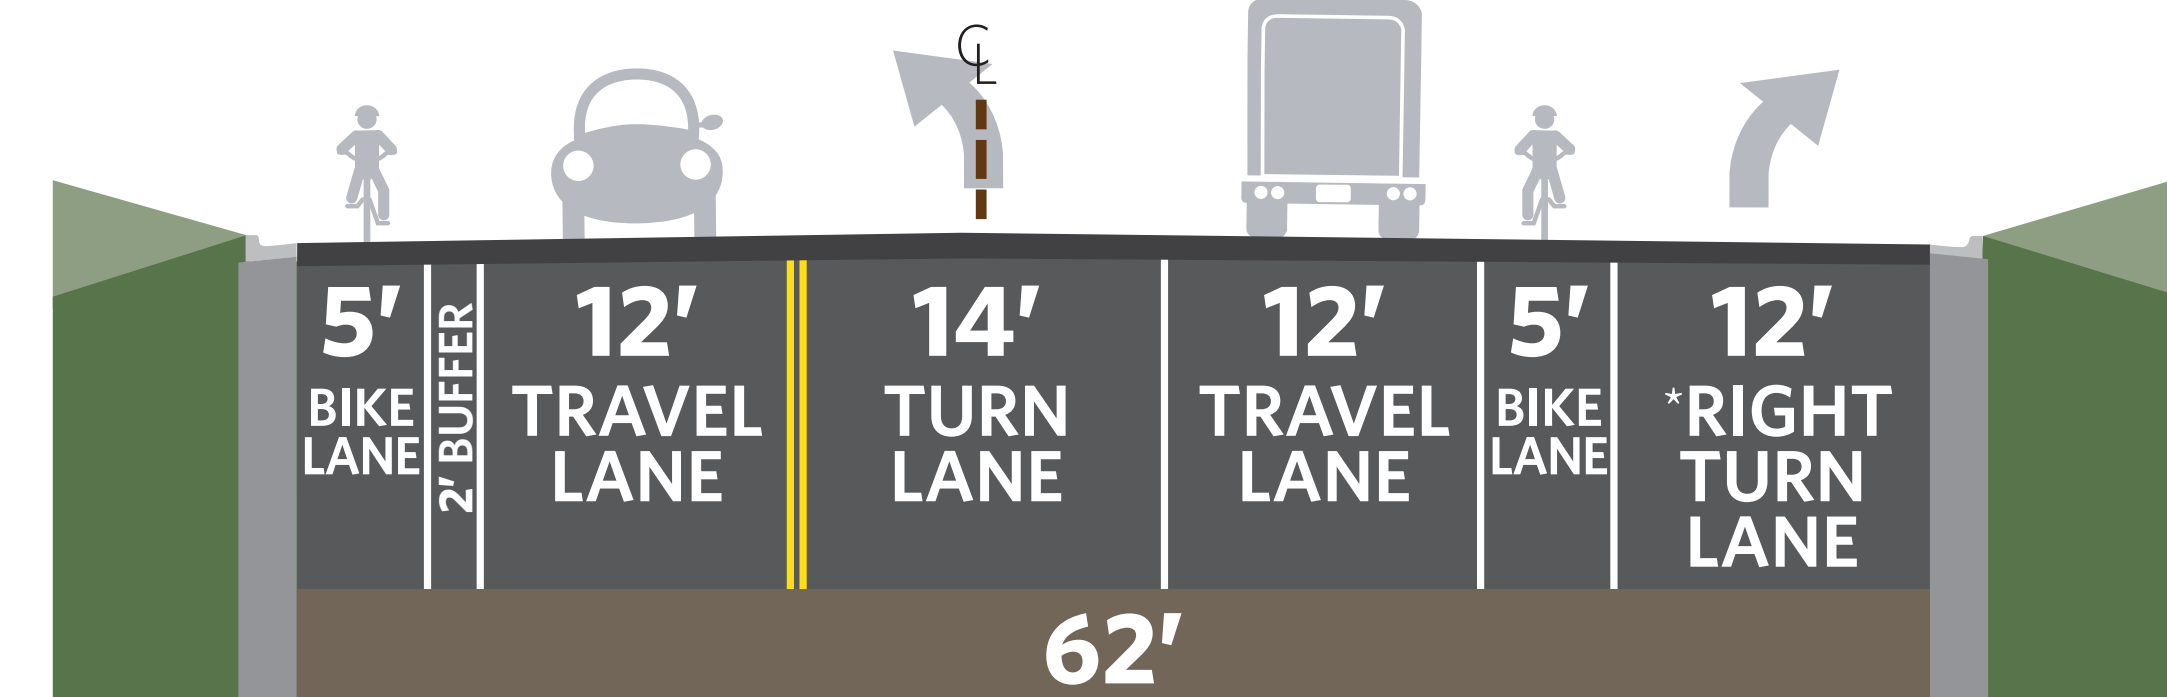 ℄
5′
BIKE
LANE
2′ BUFFER
12′
TRAVEL
LANE
14′
TURN
LANE
12′
TRAVEL
LANE
5′
BIKE
LANE
12′
*RIGHT
TURN
LANE
62′